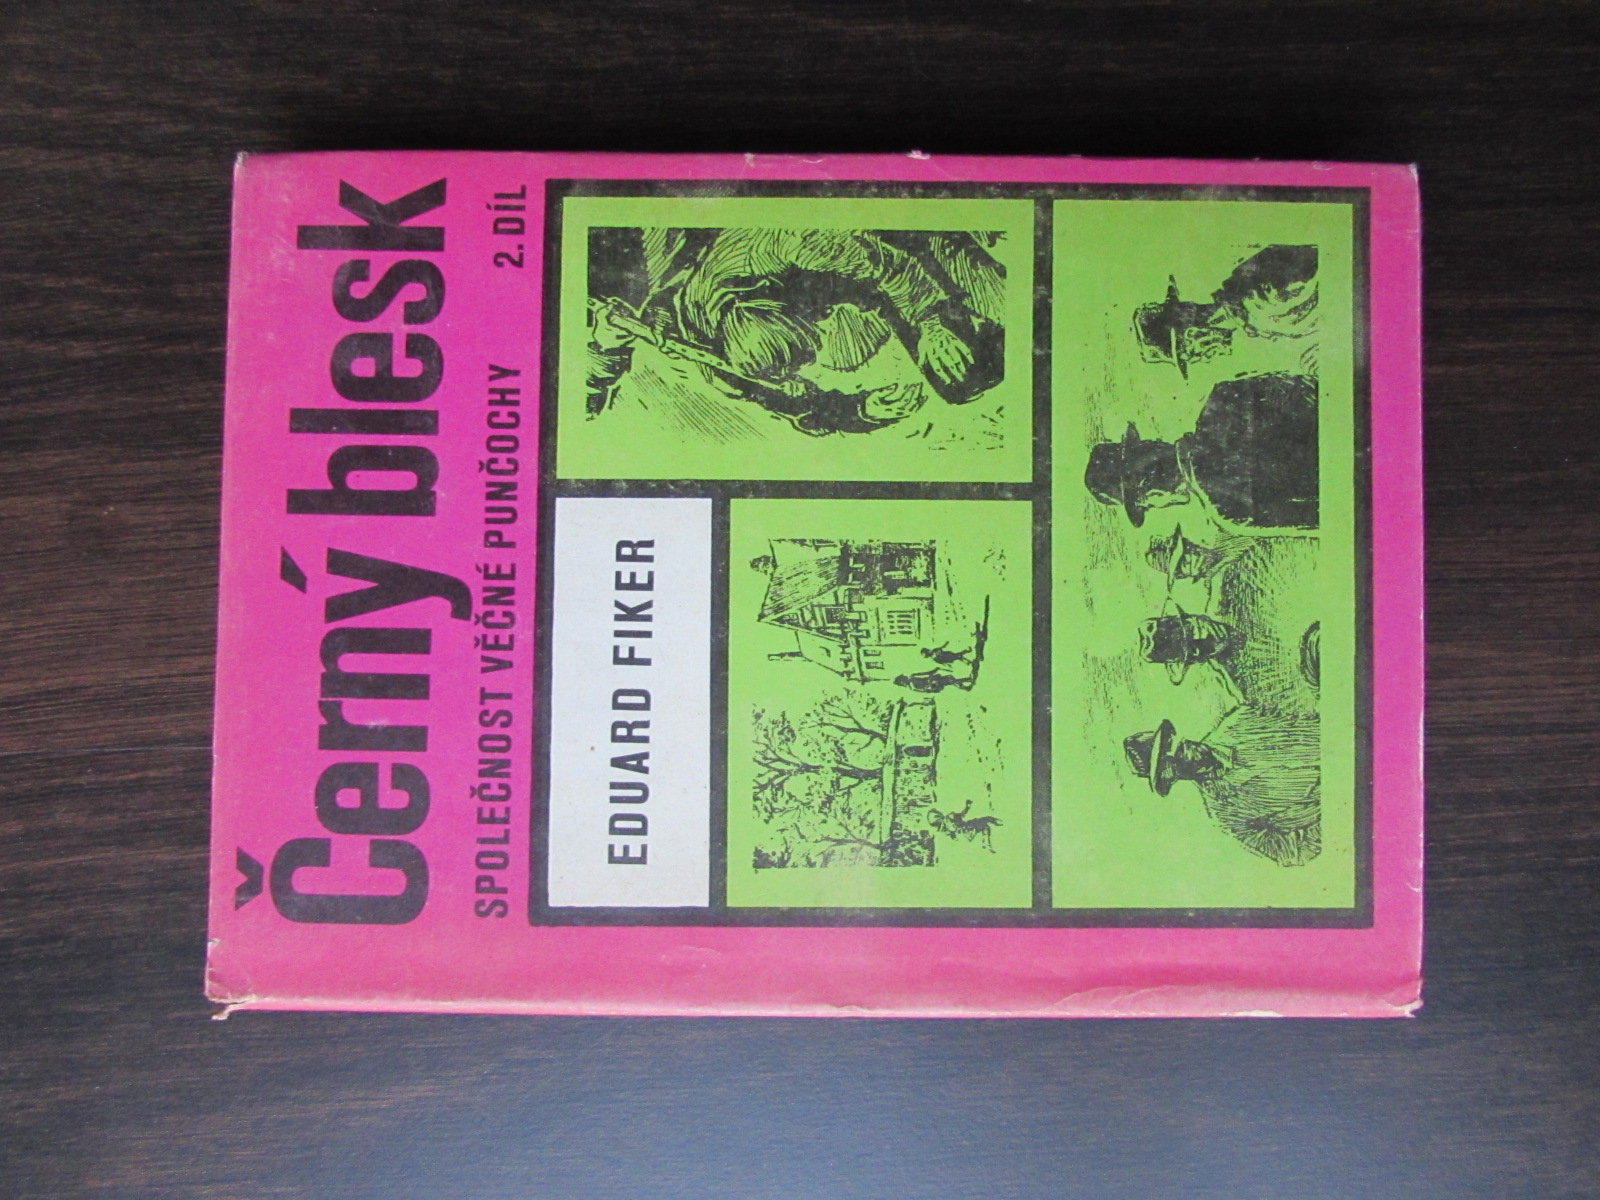 Černý blesk
SPOLEČNOST VĚČNÉ PUNČOCHY 2. DÍL
EDUARD FIKER